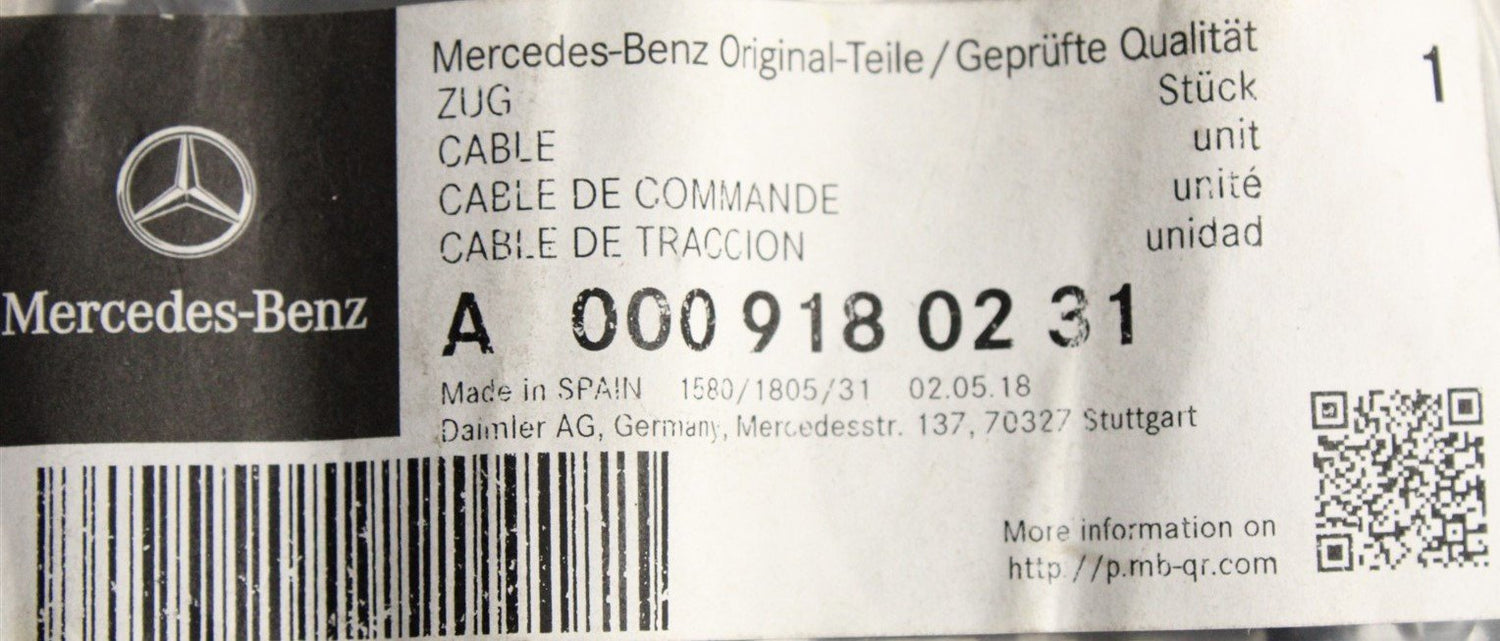 Mercedes-Benz
Mercedes-Benz Original-Teile/Geprüfte Qualität
ZUG Stück 1
CABLE unit
CABLE DE COMMANDE unité
CABLE DE TRACCION unidad
A 000 918 02 31
Made in SPAIN 1580/1805/31 02.05.18
Daimler AG, Germany, Mercedesstr. 137, 70327 Stuttgart
More information on
http://p.mb-qr.com